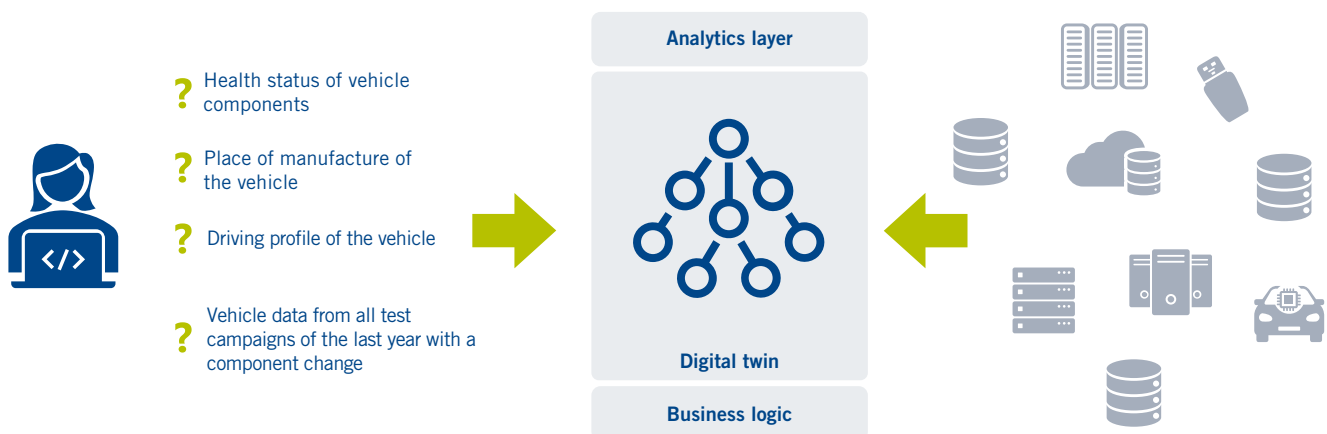 Analytics layer
?
Health status of vehicle
components
?
Place of manufacture of
the vehicle
?
Driving profile of the vehicle
?
Vehicle data from all test
campaigns of the last year with a
component change
</>
Digital twin
Business logic